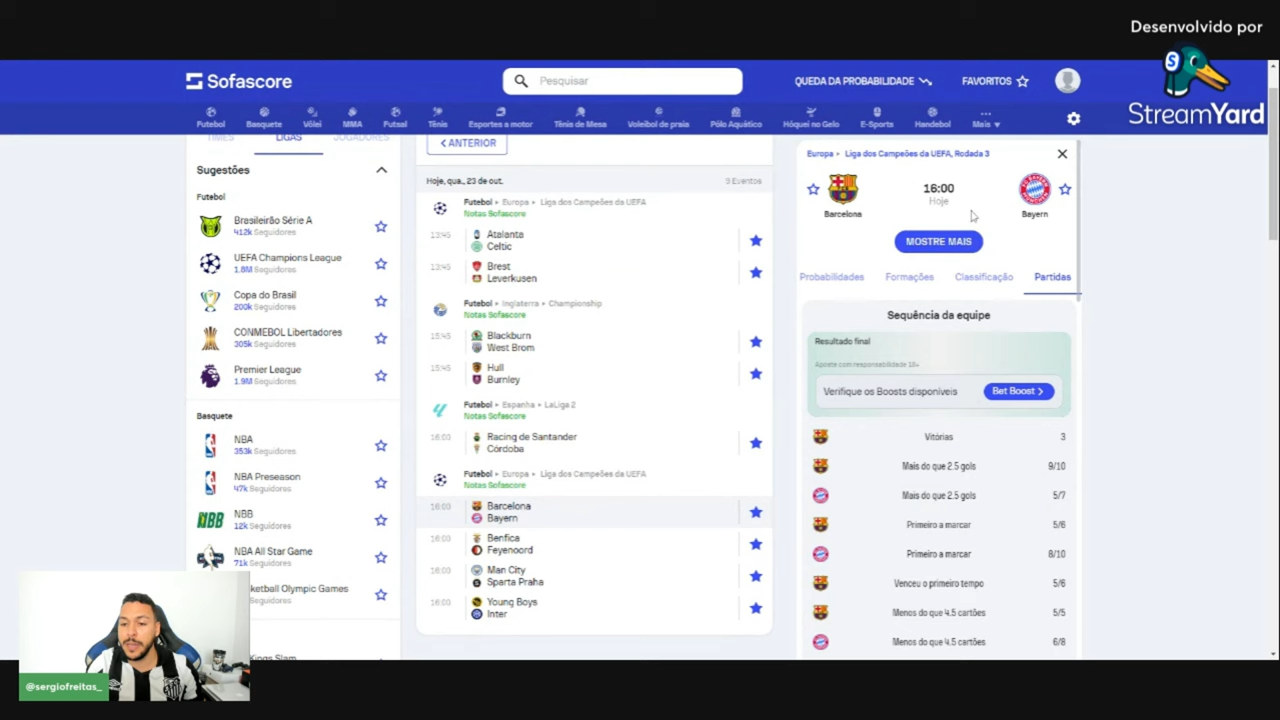 Desenvolvido por
StreamYard
Sofascore
Pesquisar
QUEDA DA PROBABILIDADE
FAVORITOS
Futebol
Basquete
Vôlei
MMA
Futsal
Tênis
Esportes a motor
Tênis de Mesa
Voleibol de praia
Pólo Aquático
Hóquei no Gelo
E-Sports
Handebol
Mais
TIMES
LIGAS
JOGADORES
Sugestões
Futebol
Brasileirão Série A
412k Seguidores
UEFA Champions League
1.8M Seguidores
Copa do Brasil
200k Seguidores
CONMEBOL Libertadores
305k Seguidores
Premier League
1.9M Seguidores
Basquete
NBA
353k Seguidores
NBA Preseason
47k Seguidores
NBB
12k Seguidores
NBA All Star Game
71k Seguidores
ketball Olympic Games
Seguidores
Kings Slam
@sergiofreitas_
ANTERIOR
Hoje, qua., 23 de out.
9 Eventos
Futebol Europa Liga dos Campeões da UEFA
Notas Sofascore
13:45
Atalanta
Celtic
13:45
Brest
Leverkusen
Futebol Inglaterra Championship
Notas Sofascore
15:45
Blackburn
West Brom
15:45
Hull
Burnley
Futebol Espanha LaLiga 2
Notas Sofascore
16:00
Racing de Santander
Córdoba
Futebol Europa Liga dos Campeões da UEFA
Notas Sofascore
16:00
Barcelona
Bayern
16:00
Benfica
Feyenoord
16:00
Man City
Sparta Praha
16:00
Young Boys
Inter
Europa Liga dos Campeões da UEFA, Rodada 3
16:00
Hoje
Barcelona
Bayern
MOSTRE MAIS
Probabilidades
Formações
Classificação
Partidas
Sequência da equipe
Resultado final
Aposte com responsabilidade 18+
Verifique os Boosts disponíveis
Bet Boost
Vitórias 3
Mais do que 2.5 gols 9/10
Mais do que 2.5 gols 5/7
Primeiro a marcar 5/6
Primeiro a marcar 8/10
Venceu o primeiro tempo 5/6
Menos do que 4.5 cartões 5/5
Menos do que 4.5 cartões 6/8